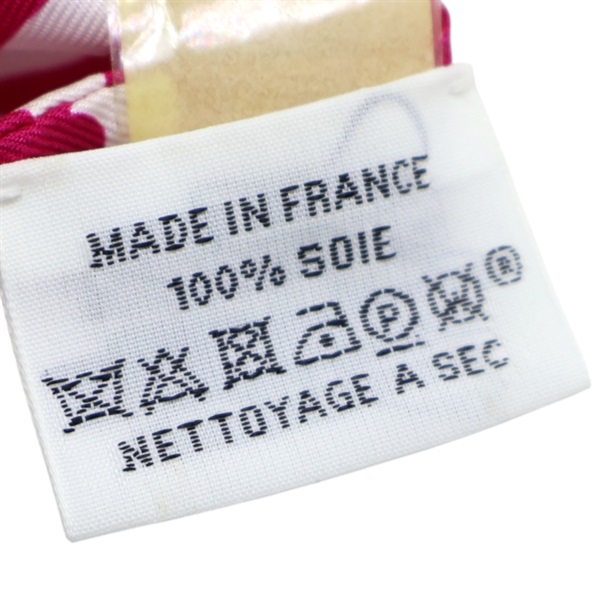 MADE IN FRANCE
100% SOIE
P W ®
NETTOYAGE A SEC